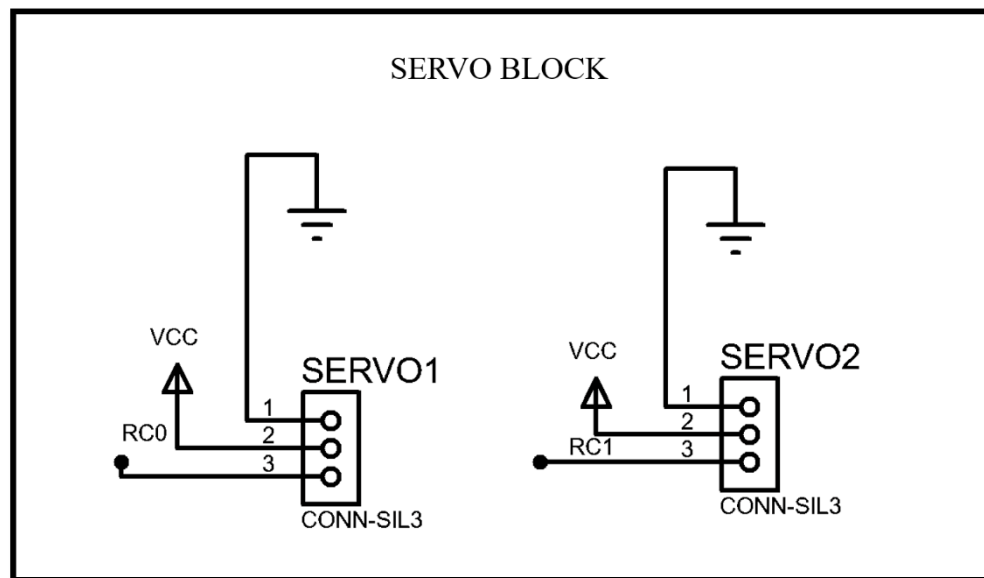 SERVO BLOCK
VCC
SERVO1
1
RC0
2
3
CONN-SIL3
VCC
SERVO2
1
2
RC1
3
CONN-SIL3